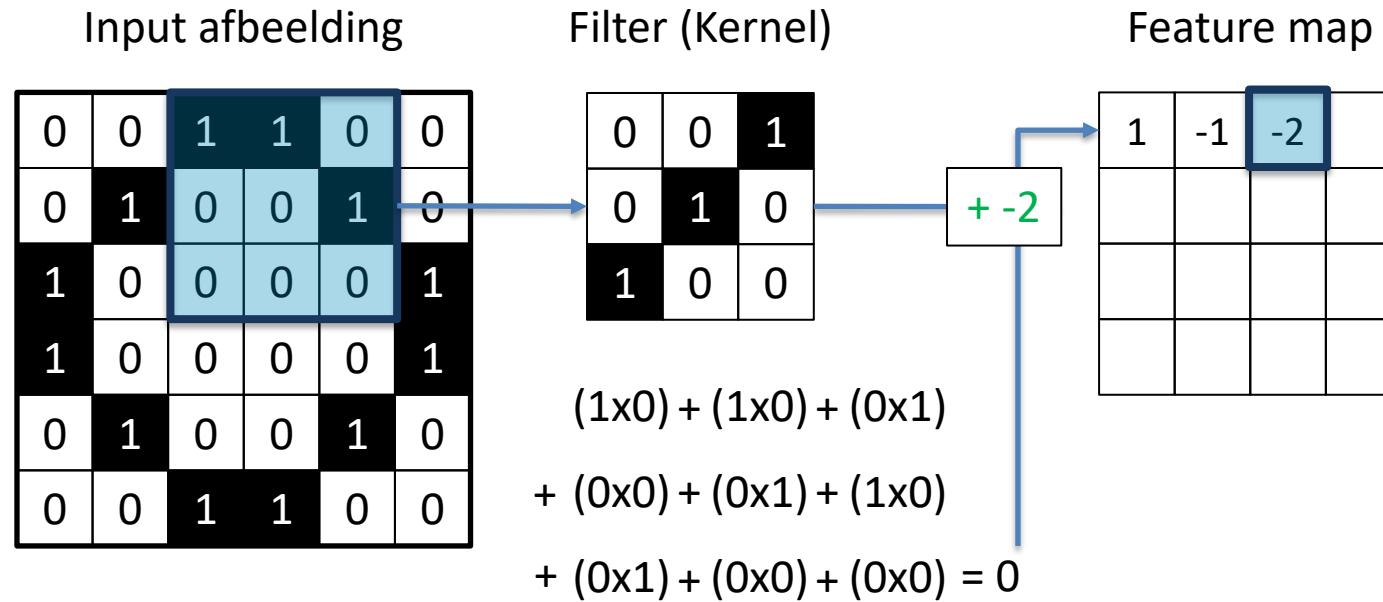 Input afbeelding
Filter (Kernel)
Feature map
0 0 1 1 0 0
0 1 0 0 1 0
1 0 0 0 0 1
1 0 0 0 0 1
0 1 0 0 1 0
0 0 1 1 0 0
0 0 1
0 1 0
1 0 0
+ -2
1 -1 -2
(1x0) + (1x0) + (0x1)
+ (0x0) + (0x1) + (1x0)
+ (0x1) + (0x0) + (0x0) = 0